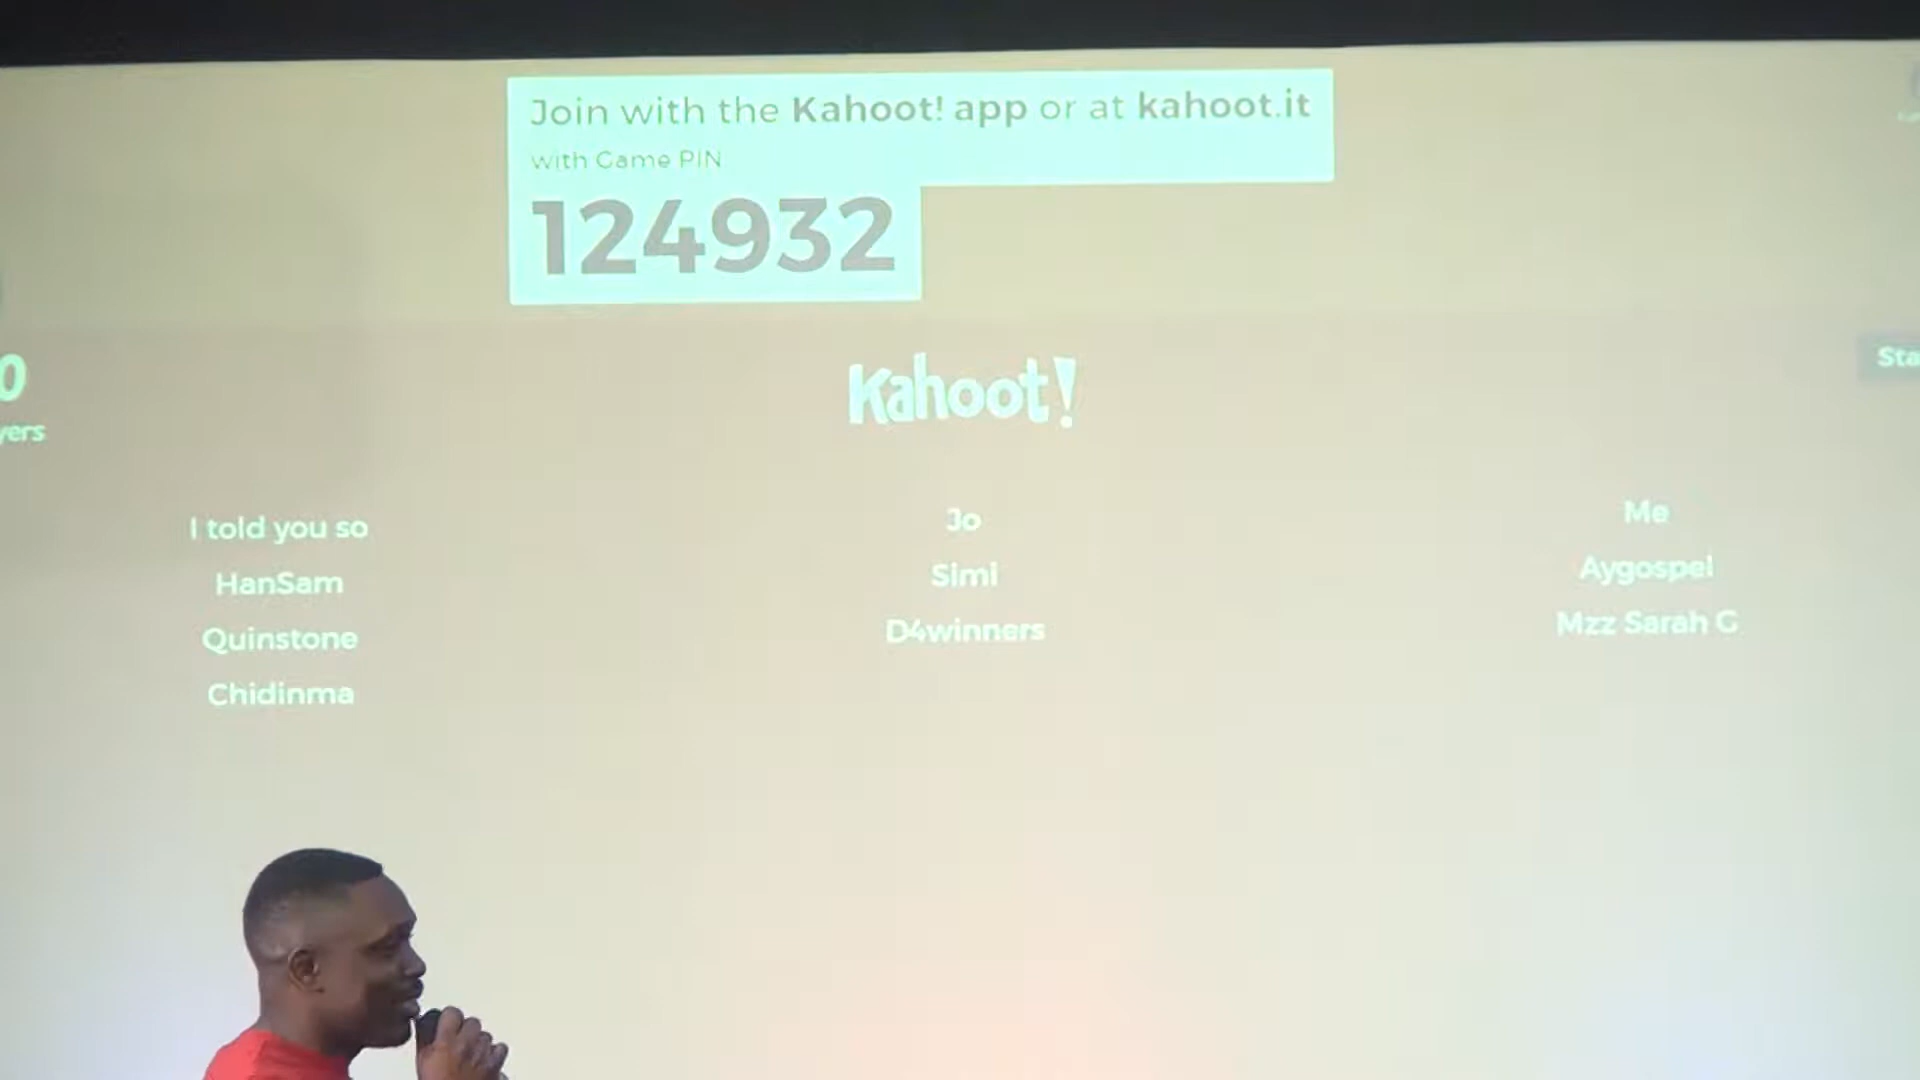 Join with the Kahoot! app or at kahoot.it
with Game PIN
124932
Kahoot!
I told you so
Jo
Me
HanSam
Simi
Aygospel
Quinstone
D4winners
Mzz Sarah G
Chidinma